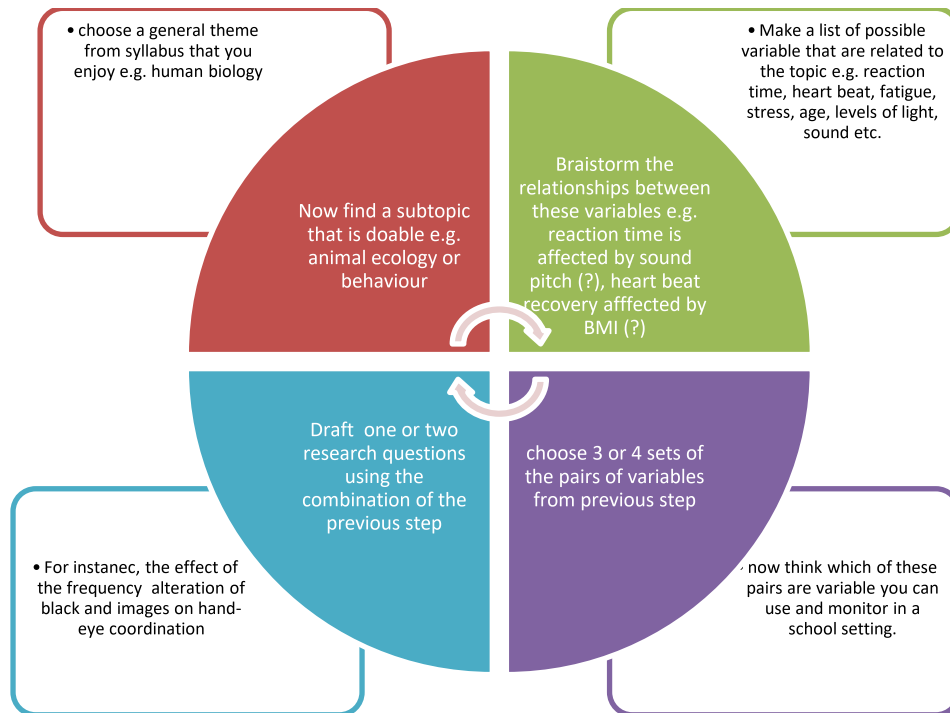 • choose a general theme
from syllabus that you
enjoy e.g. human biology
Now find a subtopic
that is doable e.g.
animal ecology or
behaviour
• Make a list of possible
variable that are related to
the topic e.g. reaction
time, heart beat, fatigue,
stress, age, levels of light,
sound etc.
Braistorm the
relationships between
these variables e.g.
reaction time is
affected by sound
pitch (?), heart beat
recovery afffected by
BMI (?)
choose 3 or 4 sets of
the pairs of variables
from previous step
• now think which of these
pairs are variable you can
use and monitor in a
school setting.
Draft one or two
research questions
using the
combination of the
previous step
• For instanec, the effect of
the frequency alteration of
black and images on hand-
eye coordination